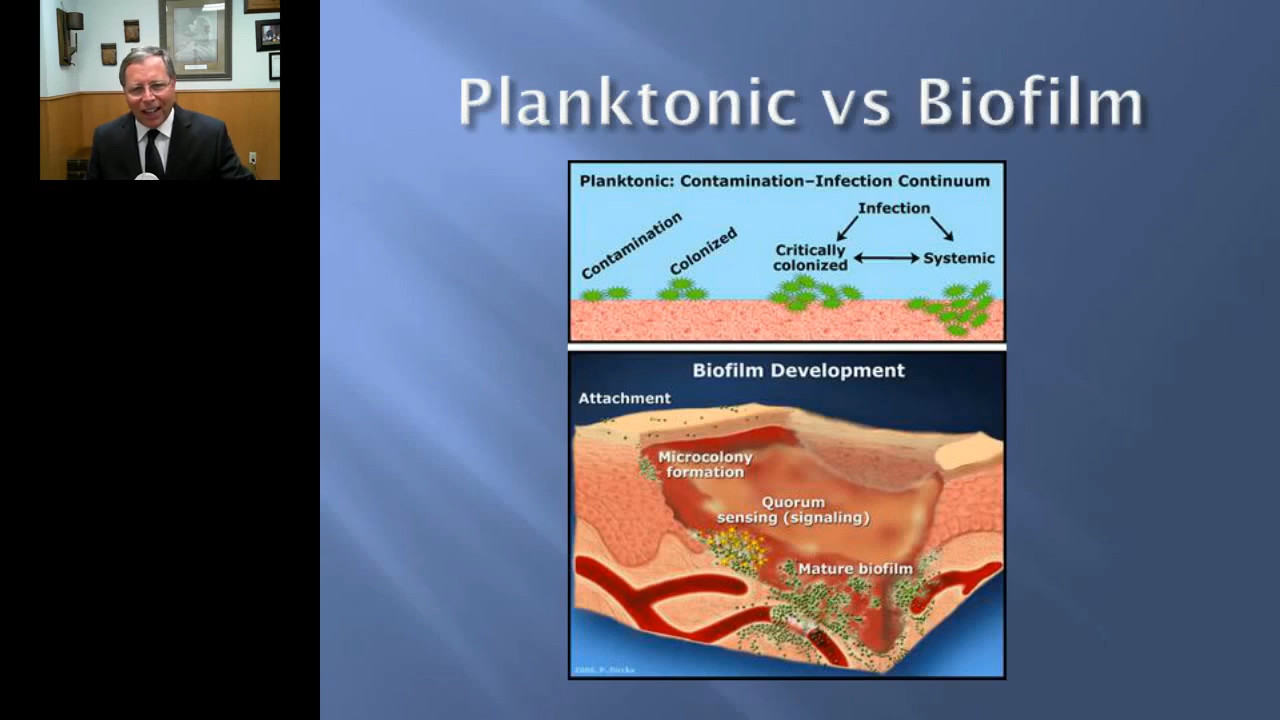 Planktonic vs Biofilm
Planktonic: Contamination–Infection Continuum
Infection
Contamination
Colonized
Critically
colonized
Systemic
Biofilm Development
Attachment
Microcolony
formation
Quorum
sensing (signaling)
Mature biofilm